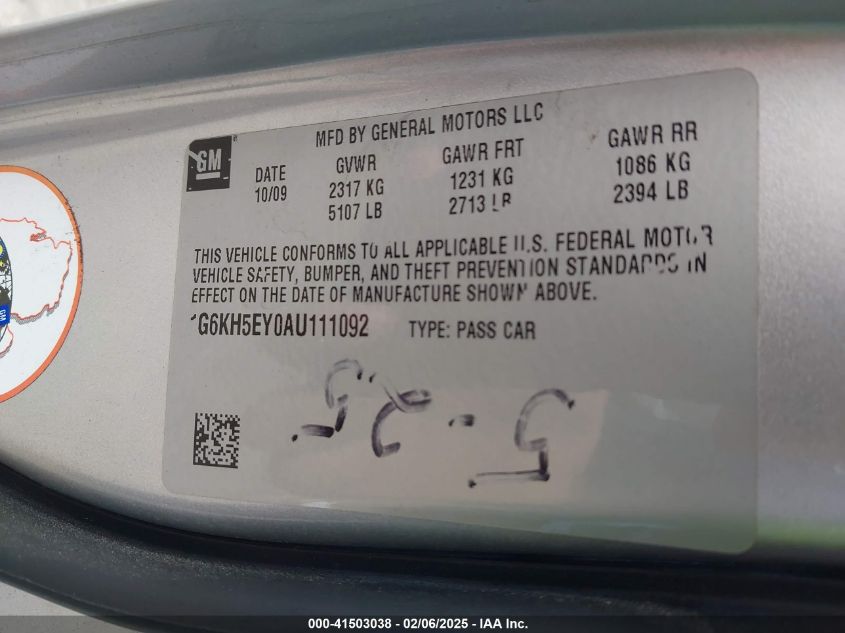 MFD BY GENERAL MOTORS LLC
GM
DATE GVWR GAWR FRT GAWR RR
10/09 2317 KG 1231 KG 1086 KG
5107 LB 2713 LB 2394 LB
THIS VEHICLE CONFORMS TO ALL APPLICABLE U.S. FEDERAL MOTOR
VEHICLE SAFETY, BUMPER, AND THEFT PREVENTION STANDARDS IN
EFFECT ON THE DATE OF MANUFACTURE SHOWN ABOVE.
1G6KH5EY0AU111092 TYPE: PASS CAR
GM
000-41503038 - 02/06/2025 - IAA Inc.